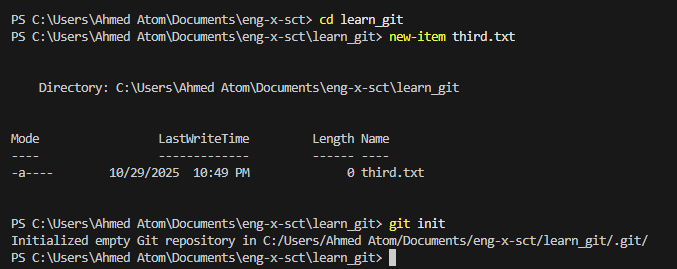 PS C:\Users\Ahmed Atom\Documents\eng-x-sct> cd learn_git
PS C:\Users\Ahmed Atom\Documents\eng-x-sct\learn_git> new-item third.txt
Directory: C:\Users\Ahmed Atom\Documents\eng-x-sct\learn_git
Mode LastWriteTime Length Name
---- ------------- ------ ----
-a---- 10/29/2025 10:49 PM 0 third.txt
PS C:\Users\Ahmed Atom\Documents\eng-x-sct\learn_git> git init
Initialized empty Git repository in C:/Users/Ahmed Atom/Documents/eng-x-sct/learn_git/.git/
PS C:\Users\Ahmed Atom\Documents\eng-x-sct\learn_git>